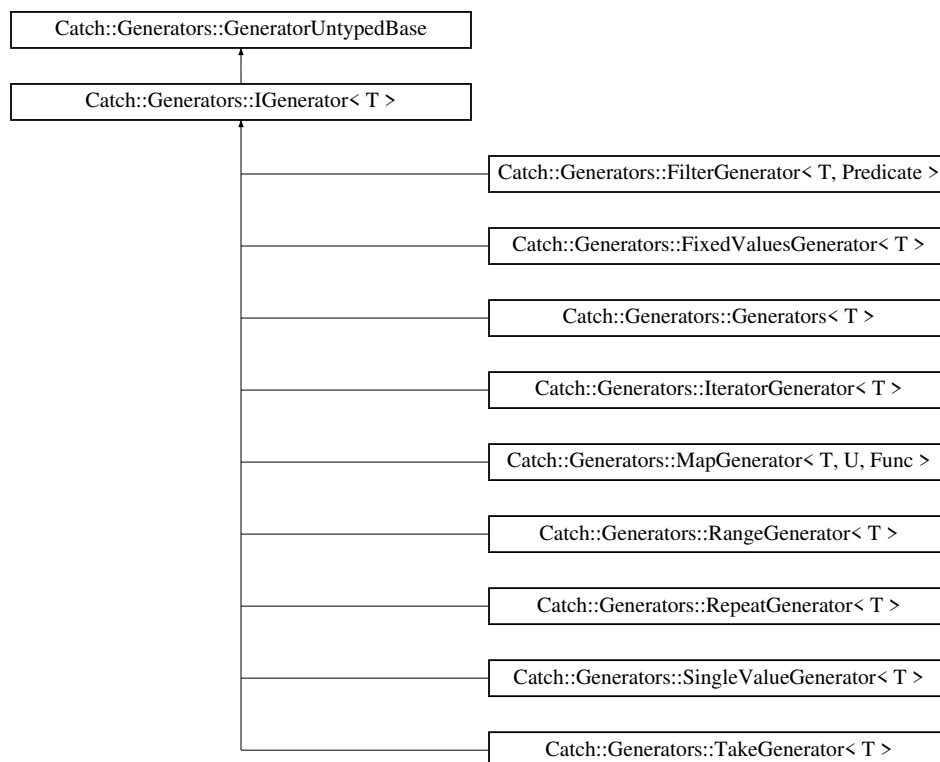 Catch::Generators::GeneratorUntypedBase
Catch::Generators::IGenerator< T >
Catch::Generators::FilterGenerator< T, Predicate >
Catch::Generators::FixedValuesGenerator< T >
Catch::Generators::Generators< T >
Catch::Generators::IteratorGenerator< T >
Catch::Generators::MapGenerator< T, U, Func >
Catch::Generators::RangeGenerator< T >
Catch::Generators::RepeatGenerator< T >
Catch::Generators::SingleValueGenerator< T >
Catch::Generators::TakeGenerator< T >